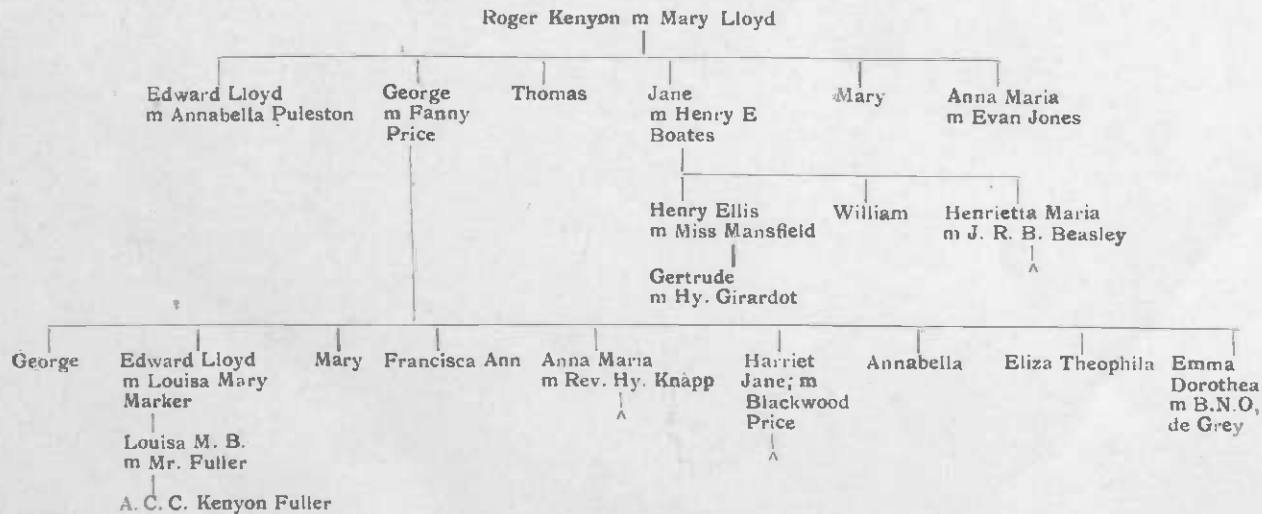 Roger Kenyon m Mary Lloyd
Edward Lloyd
m Annabella Puleston
George
m Fanny
Price
Thomas
Jane
m Henry E
Boates
Mary
Anna Maria
m Evan Jones
Henry Ellis
m Miss Mansfield
William
Henrietta Maria
m J. R. B. Beasley
^
Gertrude
m Hy. Girardot
George
Edward Lloyd
m Louisa Mary
Marker
Mary
Francisca Ann
Anna Maria
m Rev. Hy. Knapp
^
Harriet
Jane; m
Blackwood
Price
^
Annabella
Eliza Theophila
Emma
Dorothea
m B.N.O,
de Grey
Louisa M. B.
m Mr. Fuller
A. C. C. Kenyon Fuller